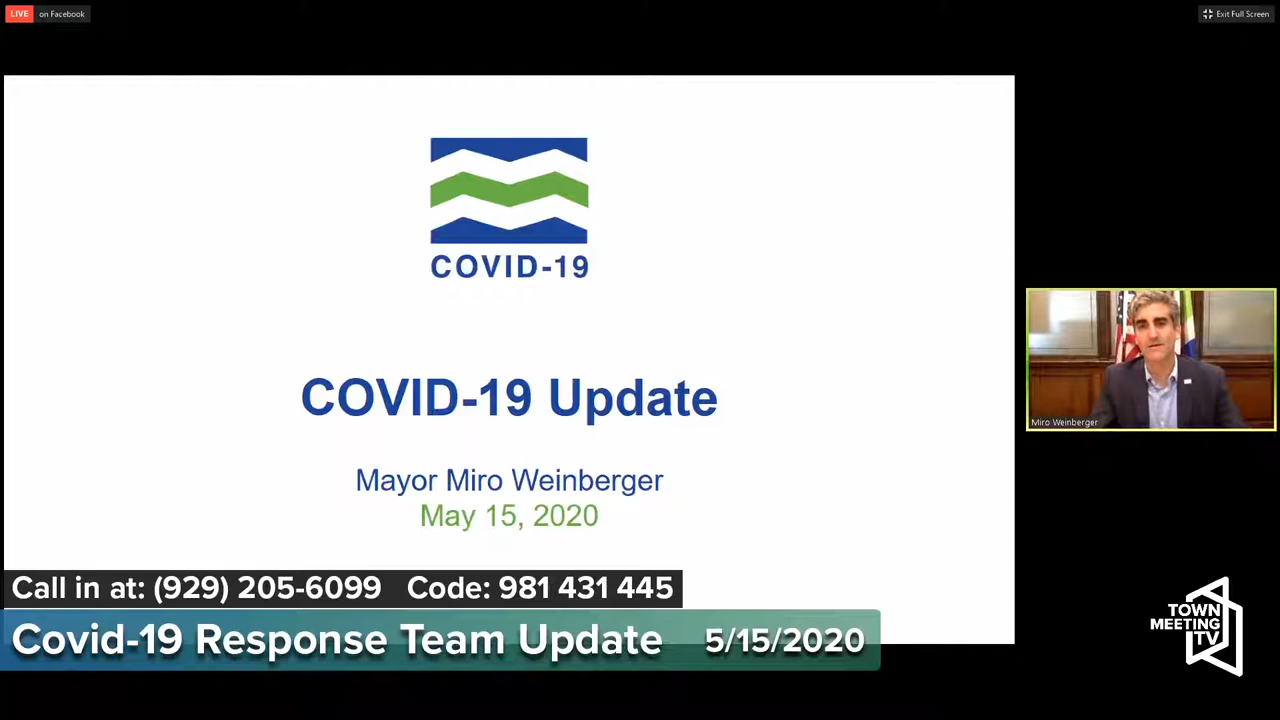 LIVE on Facebook
Exit Full Screen
COVID-19
COVID-19 Update
Mayor Miro Weinberger
May 15, 2020
Miro Weinberger
Call in at: (929) 205-6099 Code: 981 431 445
Covid-19 Response Team Update 5/15/2020
TOWN
MEETING
TV